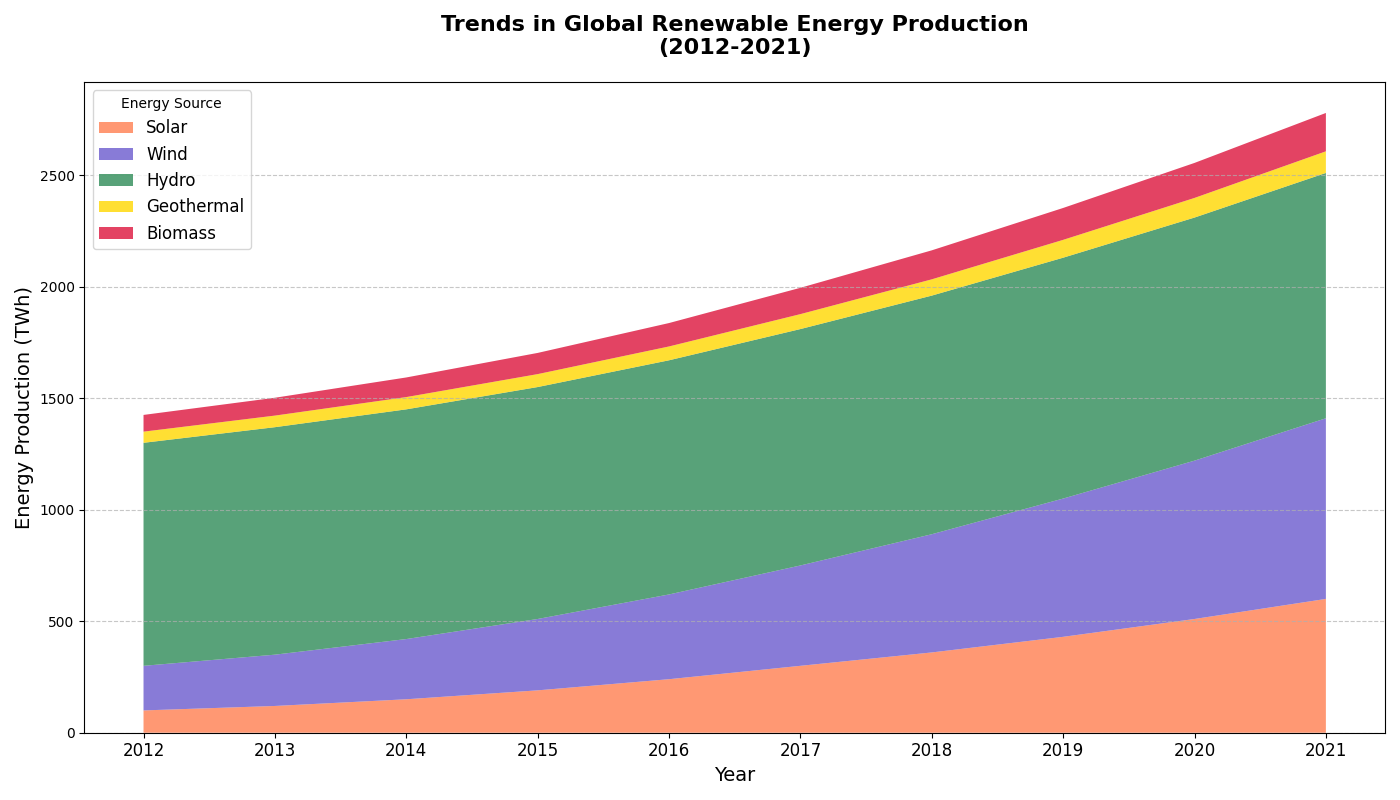 Trends in Global Renewable Energy Production
(2012-2021)
Energy Source
Solar
Wind
Hydro
Geothermal
Biomass
Energy Production (TWh)
2500
2000
1500
1000
500
0
2012 2013 2014 2015 2016 2017 2018 2019 2020 2021
Year